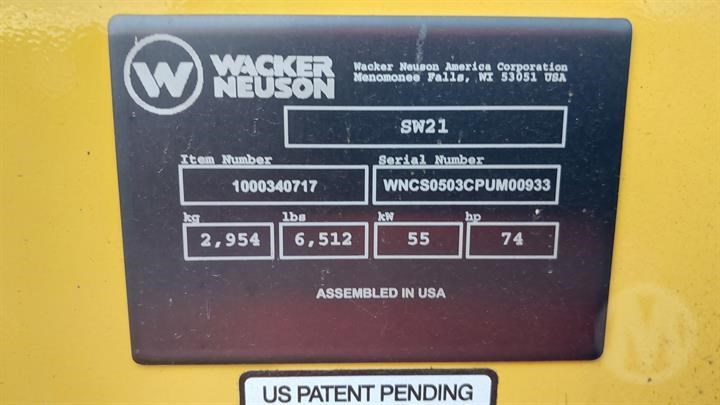 W WACKER
NEUSON
Wacker Neuson America Corporation
Menomonee Falls, WI 53051 USA
SW21
Item Number Serial Number
1000340717 WNCS0503CPUM00933
kg lbs kW hp
2,954 6,512 55 74
ASSEMBLED IN USA
M
US PATENT PENDING